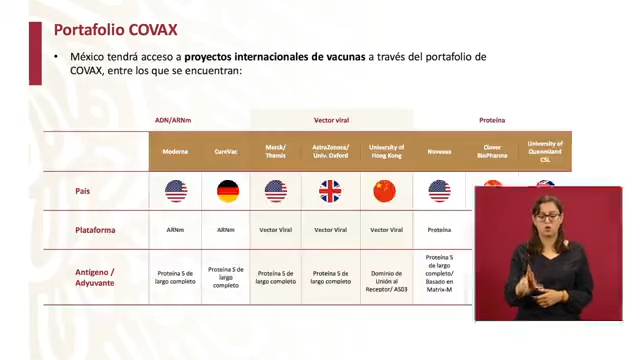 Portafolio COVAX
• México tendrá acceso a proyectos internacionales de vacunas a través del portafolio de
COVAX, entre los que se encuentran:
ADN/ARNm Vector viral Proteína
Moderna CureVac Merck/ Themis AstraZeneca/ Univ. Oxford University of Hong Kong Novavax Clover BioPharma University of Queensland CSL
País
Plataforma ARNm ARNm Vector Viral Vector Viral Vector Viral Proteína
Antígeno / Adyuvante Proteína S de largo completo Proteína S de largo completo Proteína S de largo completo Proteína S de largo completo Dominio de Unión al Receptor/ AS03 Proteína S de largo completo/ Basado en Matrix-M